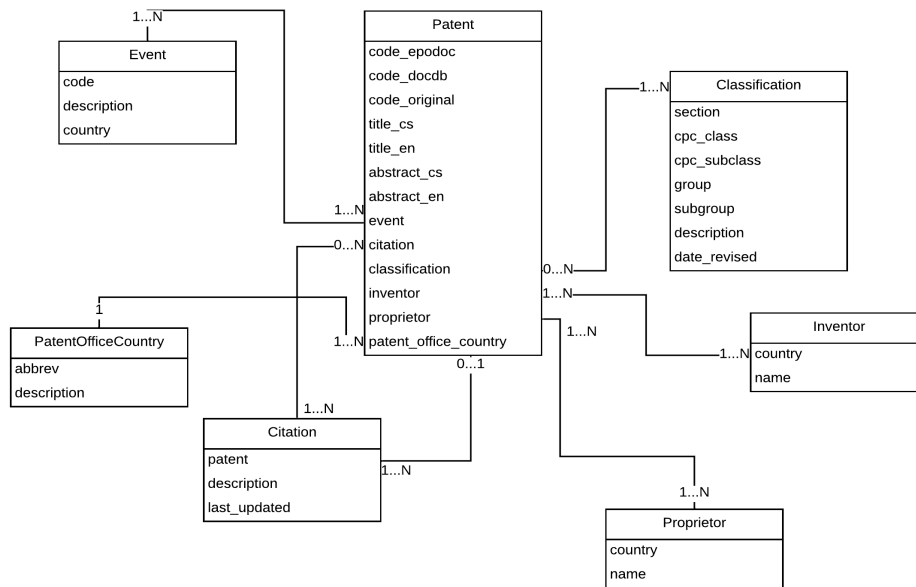 1...N
Event
code
description
country
Patent
code_epodoc
code_docdb
code_original
title_cs
title_en
abstract_cs
abstract_en
event
citation
classification
inventor
proprietor
patent_office_country
1...N
0...N
1...N
0...1
0...N
1...N
1...N
1...N
Classification
section
cpc_class
cpc_subclass
group
subgroup
description
date_revised
1...N
Inventor
country
name
1
PatentOfficeCountry
abbrev
description
1...N
Citation
patent
description
last_updated
1...N
1...N
Proprietor
country
name